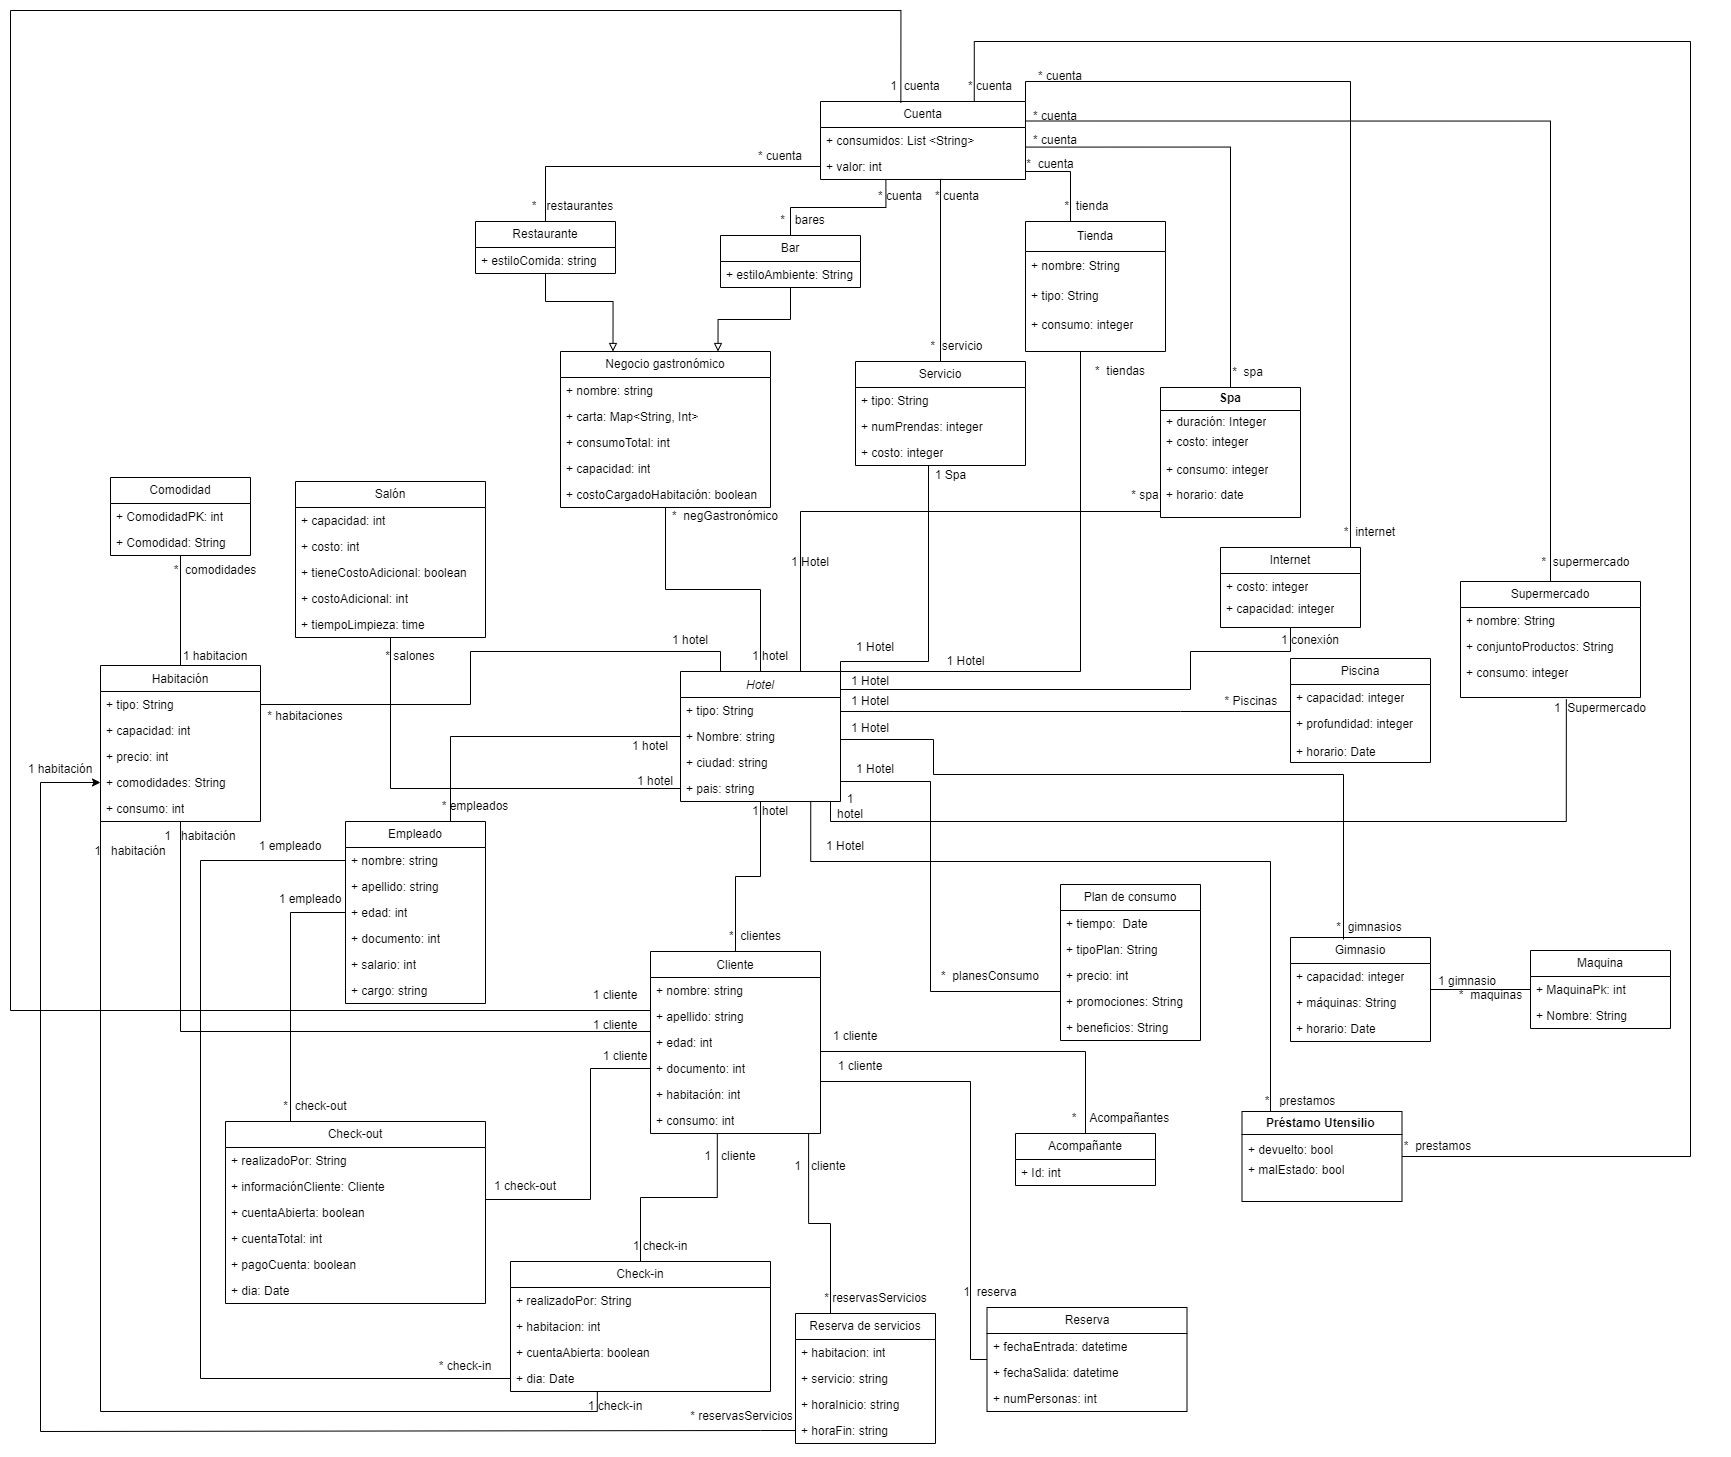 1 cuenta
* cuenta
* cuenta
Cuenta
+ consumidos: List <String>
+ valor: int
* cuenta
* cuenta
* cuenta
* cuenta
* cuenta
* cuenta
* restaurantes
* bares
* tienda
Restaurante
+ estiloComida: string
Bar
+ estiloAmbiente: String
Tienda
+ nombre: String
+ tipo: String
+ consumo: integer
* servicio
* tiendas
* spa
Negocio gastronómico
+ nombre: string
+ carta: Map<String, Int>
+ consumoTotal: int
+ capacidad: int
+ costoCargadoHabitación: boolean
* negGastronómico
Servicio
+ tipo: String
+ numPrendas: integer
+ costo: integer
1 Spa
Spa
+ duración: Integer
+ costo: integer
+ consumo: integer
+ horario: date
* spa
1 Hotel
* internet
* supermercado
Comodidad
+ ComodidadPK: int
+ Comodidad: String
* comodidades
Salón
+ capacidad: int
+ costo: int
+ tieneCostoAdicional: boolean
+ costoAdicional: int
+ tiempoLimpieza: time
* salones
Internet
+ costo: integer
+ capacidad: integer
1 conexión
Supermercado
+ nombre: String
+ conjuntoProductos: String
+ consumo: integer
1 Supermercado
1 habitacion
1 hotel
1 hotel
1 Hotel
1 Hotel
Habitación
+ tipo: String
+ capacidad: int
+ precio: int
+ comodidades: String
+ consumo: int
* habitaciones
1 habitación
1 habitación
1 habitación
Hotel
+ tipo: String
+ Nombre: string
+ ciudad: string
+ pais: string
1 hotel
1 hotel
1 Hotel
1 Hotel
1 Hotel
1 Hotel
1
hotel
1 hotel
1 Hotel
* Piscinas
Piscina
+ capacidad: integer
+ profundidad: integer
+ horario: Date
* empleados
1 empleado
1 empleado
Empleado
+ nombre: string
+ apellido: string
+ edad: int
+ documento: int
+ salario: int
+ cargo: string
* clientes
Cliente
+ nombre: string
+ apellido: string
+ edad: int
+ documento: int
+ habitación: int
+ consumo: int
1 cliente
1 cliente
1 cliente
1 cliente
1 cliente
1 cliente
1 cliente
* planesConsumo
Plan de consumo
+ tiempo: Date
+ tipoPlan: String
+ precio: int
+ promociones: String
+ beneficios: String
* gimnasios
Gimnasio
+ capacidad: integer
+ máquinas: String
+ horario: Date
1 gimnasio
* maquinas
Maquina
+ MaquinaPk: int
+ Nombre: String
* check-out
Check-out
+ realizadoPor: String
+ informaciónCliente: Cliente
+ cuentaAbierta: boolean
+ cuentaTotal: int
+ pagoCuenta: boolean
+ dia: Date
1 check-out
* Acompañantes
Acompañante
+ Id: int
* prestamos
Préstamo Utensilio
+ devuelto: bool
+ malEstado: bool
* prestamos
1 check-in
Check-in
+ realizadoPor: String
+ habitacion: int
+ cuentaAbierta: boolean
+ dia: Date
* check-in
1 check-in
* reservasServicios
Reserva de servicios
+ habitacion: int
+ servicio: string
+ horaInicio: string
+ horaFin: string
* reservasServicios
1 reserva
Reserva
+ fechaEntrada: datetime
+ fechaSalida: datetime
+ numPersonas: int